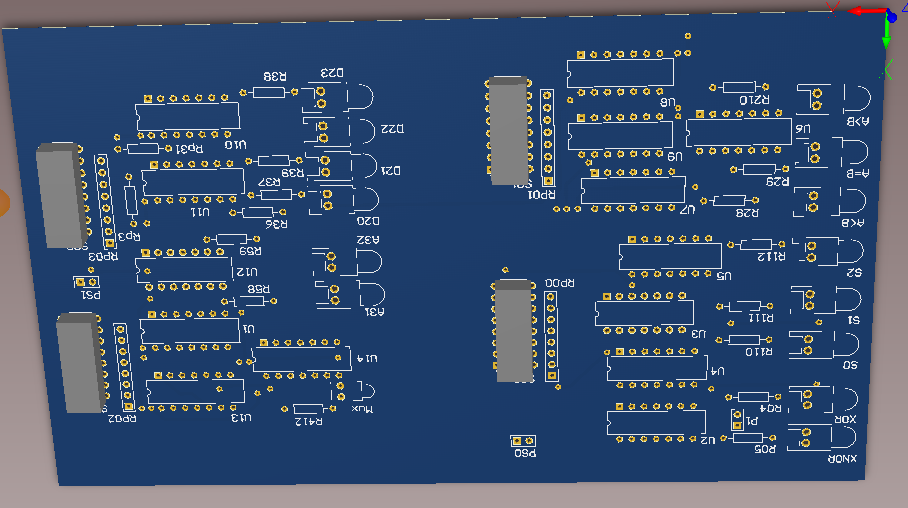 R38
D23
U10
Rp31
D22
R39
D21
R37
U11
R36
D20
Rp3
RP03
R59
A32
U12
PS1
R58
A31
U1
U14
RP02
U13
R412
Mux
U8
R210
A>B
U9
U6
A=B
R29
RP01
U7
R28
A<B
U5
R112
S2
RP00
U3
R111
S1
R110
S0
U4
R04
XOR
P1
U2
R05
XNOR
PS0